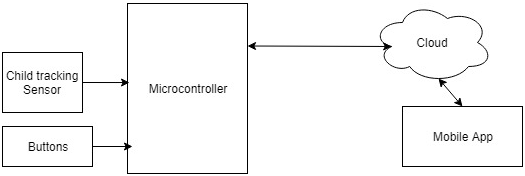 Child tracking
Sensor
Buttons
Microcontroller
Cloud
Mobile App